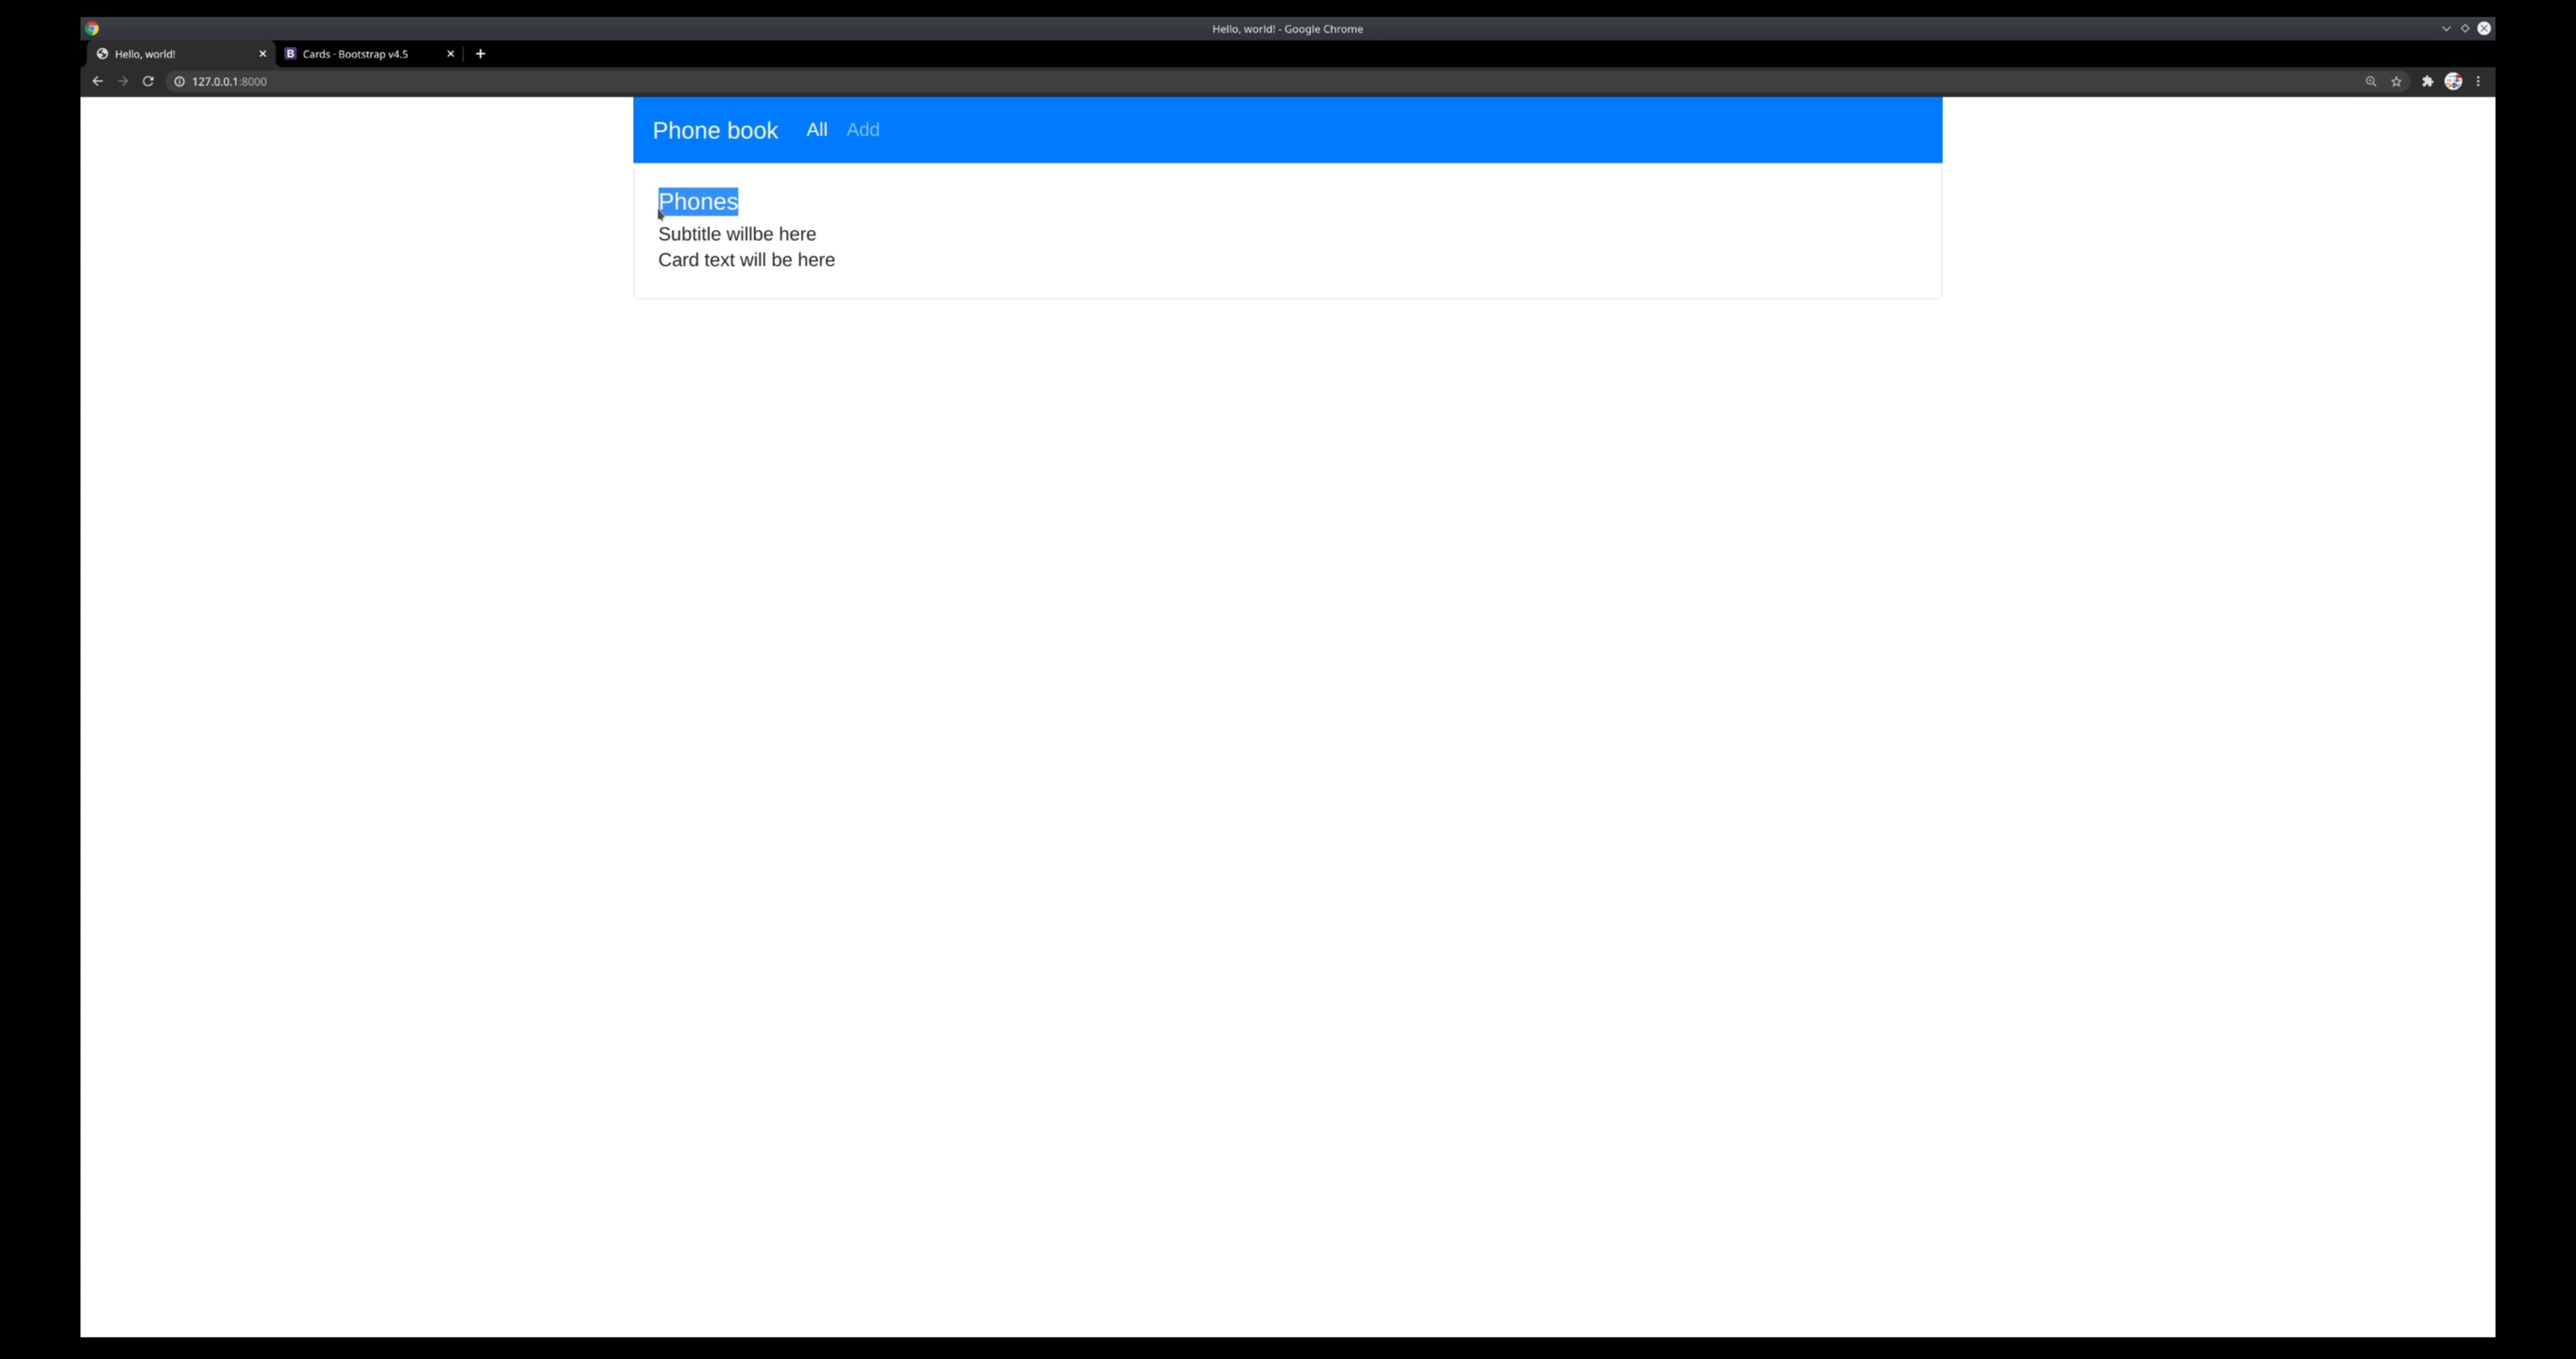 Hello, world! - Google Chrome
Hello, world!
B Cards · Bootstrap v4.5
127.0.0.1:8000
Phone book All Add
Phones
Subtitle willbe here
Card text will be here